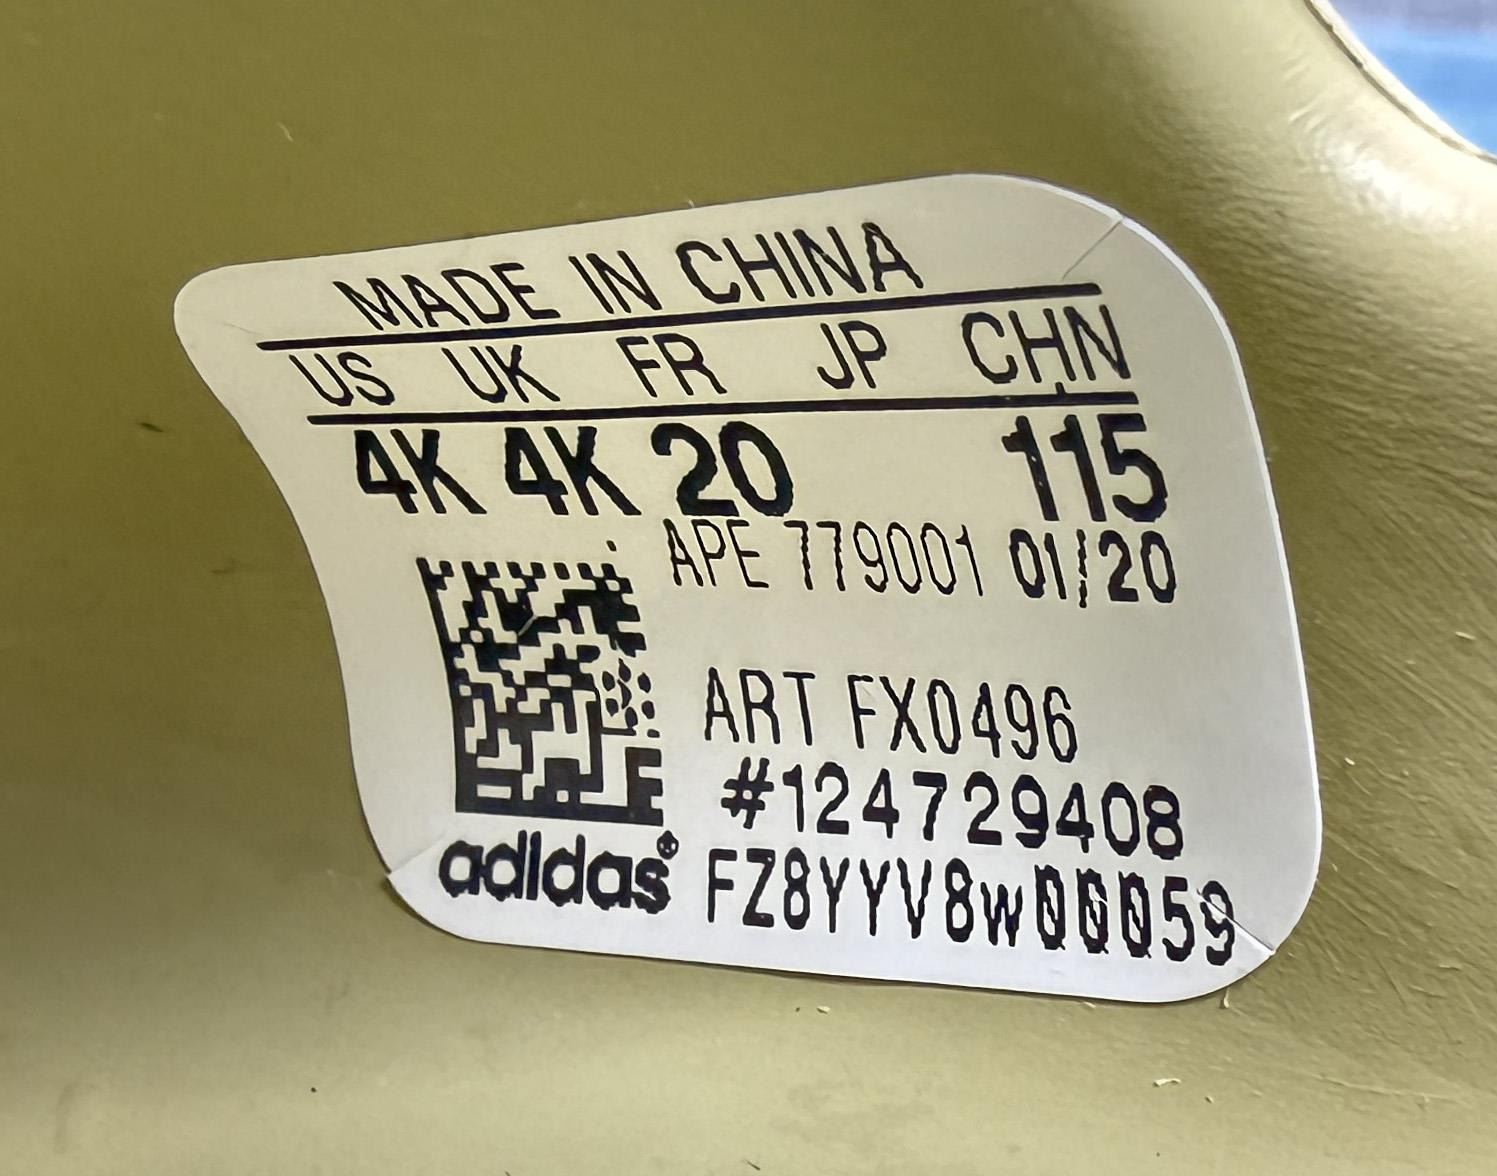 MADE IN CHINA
US UK FR JP CHN
4K 4K 20 115
APE 779001 01/20
ART FX0496
#124729408
adidas FZ8YYV8w00059